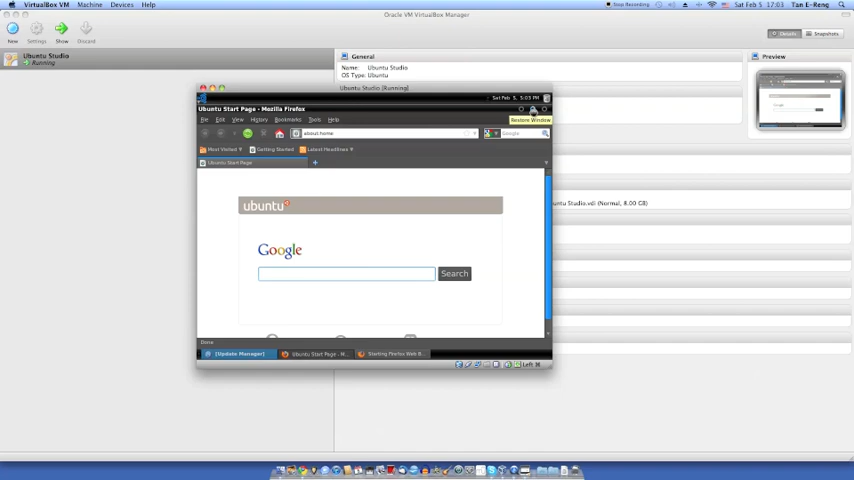 VirtualBox VM Machine Devices Help
Stop Recording Sat Feb 5 17:03 Tan E-Reng
Oracle VM VirtualBox Manager
New Settings Show Discard
Details Snapshots
Ubuntu Studio
Running
General
Name: Ubuntu Studio
OS Type: Ubuntu
Preview
Ubuntu Studio [Running]
Sat Feb 5, 5:03 PM
Ubuntu Start Page - Mozilla Firefox
Restore Window
File Edit View History Bookmarks Tools Help
about:home
Google
Most Visited Getting Started Latest Headlines
Ubuntu Start Page
ubuntu
Google
Search
untu Studio.vdi (Normal, 8.00 GB)
Done
[Update Manager] Ubuntu Start Page - M... Starting Firefox Web B...
Left ⌘